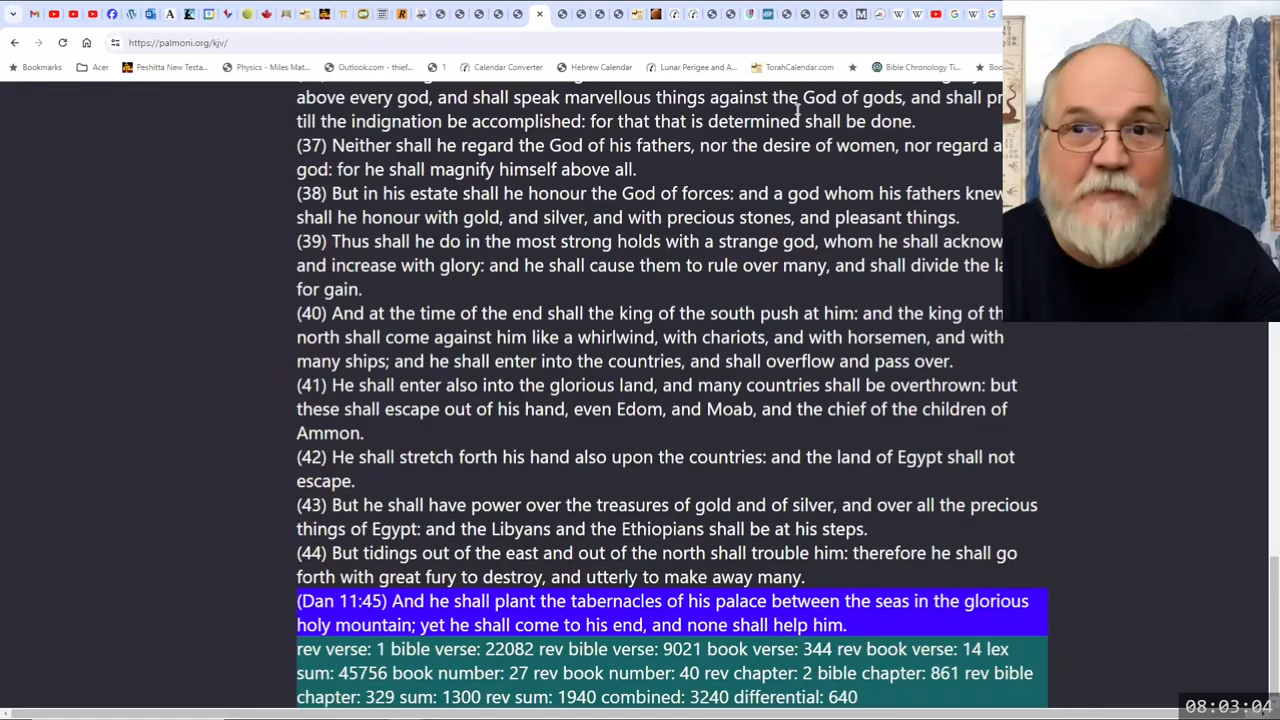 https://palmoni.org/kjv/
Bookmarks Acer Peshitta New Testa... Physics - Miles Mat... Outlook.com - thief... 1 Calendar Converter Hebrew Calendar Lunar Perigee and A... TorahCalendar.com Bible Chronology Ti...
above every god, and shall speak marvellous things against the God of gods, and shall
till the indignation be accomplished: for that that is determined shall be done.
(37) Neither shall he regard the God of his fathers, nor the desire of women, nor regard
god: for he shall magnify himself above all.
(38) But in his estate shall he honour the God of forces: and a god whom his fathers knew
shall he honour with gold, and silver, and with precious stones, and pleasant things.
(39) Thus shall he do in the most strong holds with a strange god, whom he shall acknow
and increase with glory: and he shall cause them to rule over many, and shall divide the
for gain.
(40) And at the time of the end shall the king of the south push at him: and the king of
north shall come against him like a whirlwind, with chariots, and with horsemen, and with
many ships; and he shall enter into the countries, and shall overflow and pass over.
(41) He shall enter also into the glorious land, and many countries shall be overthrown: but
these shall escape out of his hand, even Edom, and Moab, and the chief of the children of
Ammon.
(42) He shall stretch forth his hand also upon the countries: and the land of Egypt shall not
escape.
(43) But he shall have power over the treasures of gold and of silver, and over all the precious
things of Egypt: and the Libyans and the Ethiopians shall be at his steps.
(44) But tidings out of the east and out of the north shall trouble him: therefore he shall go
forth with great fury to destroy, and utterly to make away many.
(Dan 11:45) And he shall plant the tabernacles of his palace between the seas in the glorious
holy mountain; yet he shall come to his end, and none shall help him.
rev verse: 1 bible verse: 22082 rev bible verse: 9021 book verse: 344 rev book verse: 14 lex
sum: 45756 book number: 27 rev book number: 40 rev chapter: 2 bible chapter: 861 rev bible
chapter: 329 sum: 1300 rev sum: 1940 combined: 3240 differential: 640
08:03:04